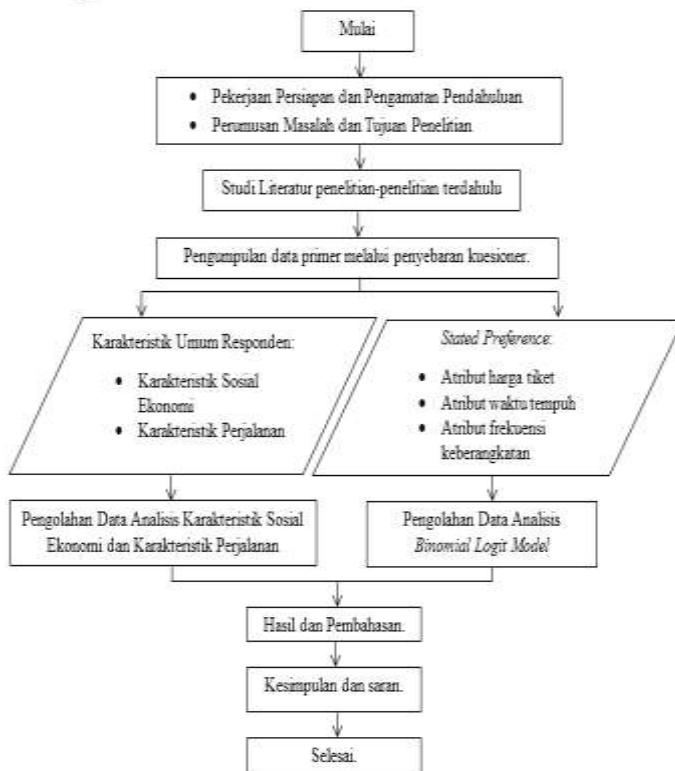 Mulai
• Pekerjaan Persiapan dan Pengamatan Pendahuluan
• Perumusan Masalah dan Tujuan Penelitian
Studi Literatur penelitian-penelitian terdahulu
Pengumpulan data primer melalui penyebaran kuesioner.
Karakteristik Umum Responden:
• Karakteristik Sosial
Ekonomi
• Karakteristik Perjalanan
Stated Preference:
• Atribut harga tiket
• Atribut waktu tempuh
• Atribut frekuensi
keberangkatan
Pengolahan Data Analisis Karakteristik Sosial
Ekonomi dan Karakteristik Perjalanan
Pengolahan Data Analisis
Binomial Logit Model
Hasil dan Pembahasan.
Kesimpulan dan saran.
Selesai.